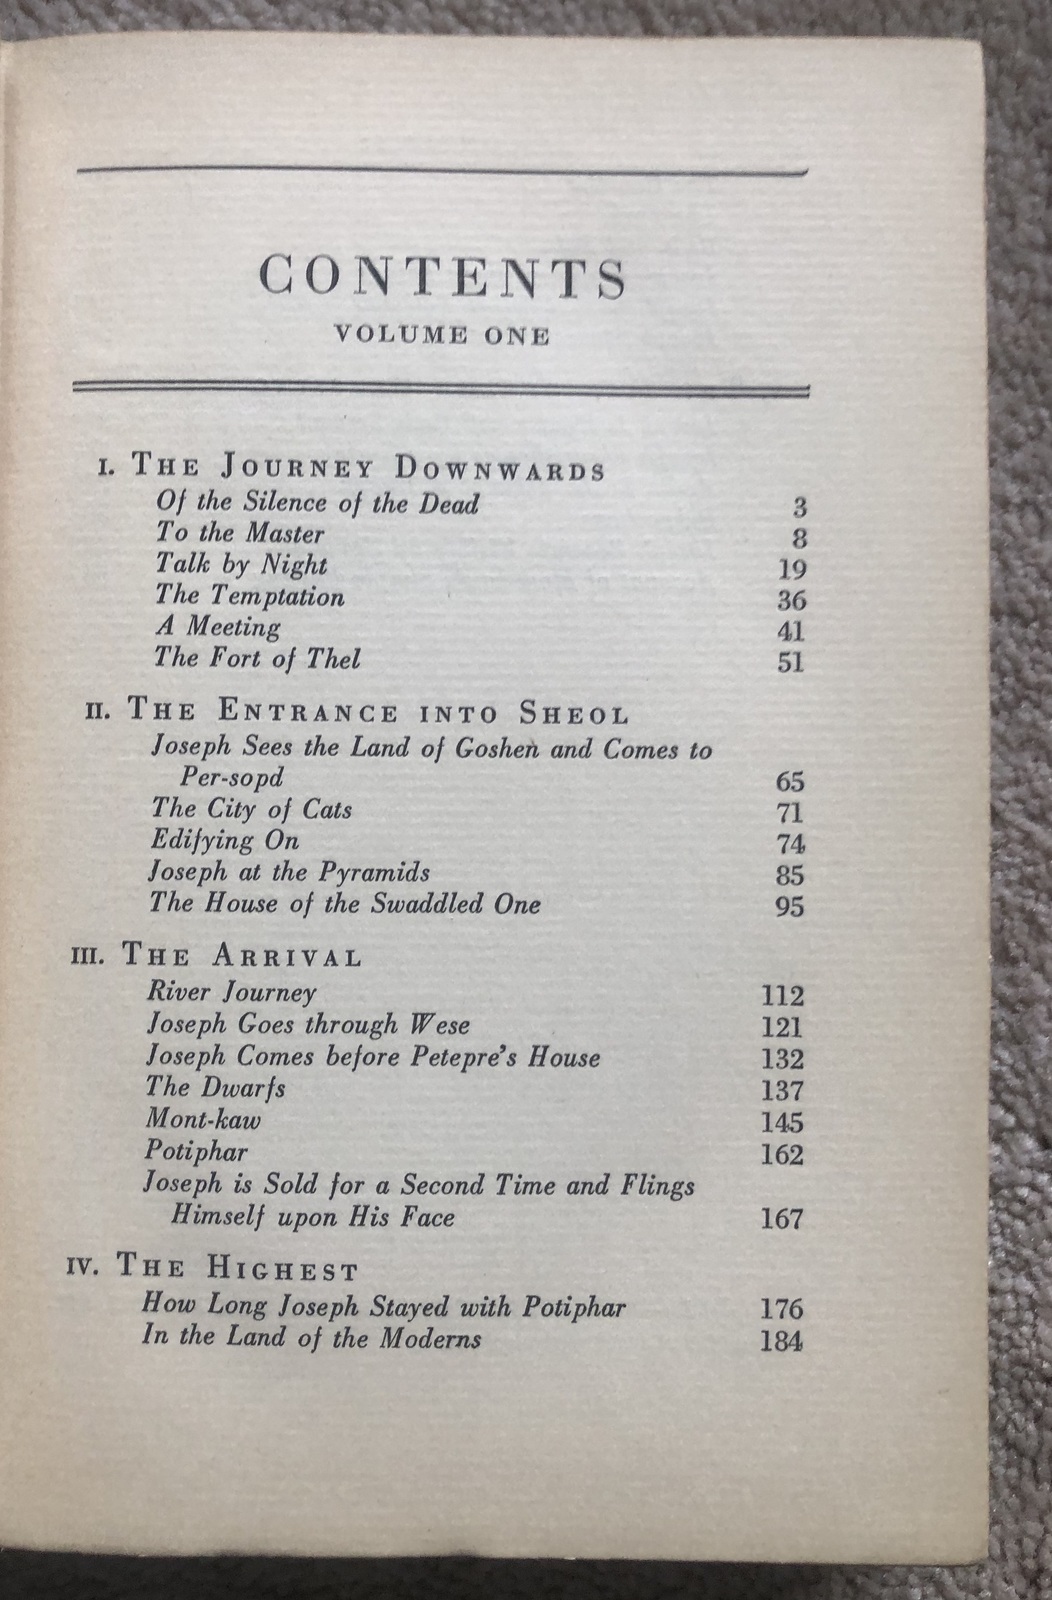 CONTENTS
VOLUME ONE
I. THE JOURNEY DOWNWARDS
Of the Silence of the Dead 3
To the Master 8
Talk by Night 19
The Temptation 36
A Meeting 41
The Fort of Thel 51
II. THE ENTRANCE INTO SHEOL
Joseph Sees the Land of Goshen and Comes to
Per-sopd 65
The City of Cats 71
Edifying On 74
Joseph at the Pyramids 85
The House of the Swaddled One 95
III. THE ARRIVAL
River Journey 112
Joseph Goes through Wese 121
Joseph Comes before Petepre's House 132
The Dwarfs 137
Mont-kaw 145
Potiphar 162
Joseph is Sold for a Second Time and Flings
Himself upon His Face 167
IV. THE HIGHEST
How Long Joseph Stayed with Potiphar 176
In the Land of the Moderns 184